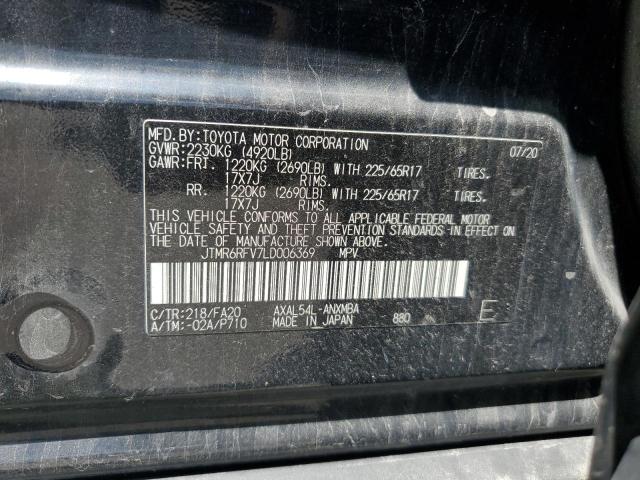 MFD.BY:TOYOTA MOTOR CORPORATION 07/20
GVWR:2230KG (4920LB)
GAWR:FRT. 1220KG (2690LB) WITH 225/65R17 TIRES.
17X7J RIMS.
RR. 1220KG (2690LB) WITH 225/65R17 TIRES.
17X7J RIMS.
THIS VEHICLE CONFORMS TO ALL APPLICABLE FEDERAL MOTOR
VEHICLE SAFETY AND THEFT PREVENTION STANDARDS IN EFFECT ON
THE DATE OF MANUFACTURE SHOWN ABOVE.
JTMR6RFV7LD006369 MPV
C/TR:218/FA20 AXAL54L-ANXMBA
A/TM:-02A/P710 MADE IN JAPAN 880 E